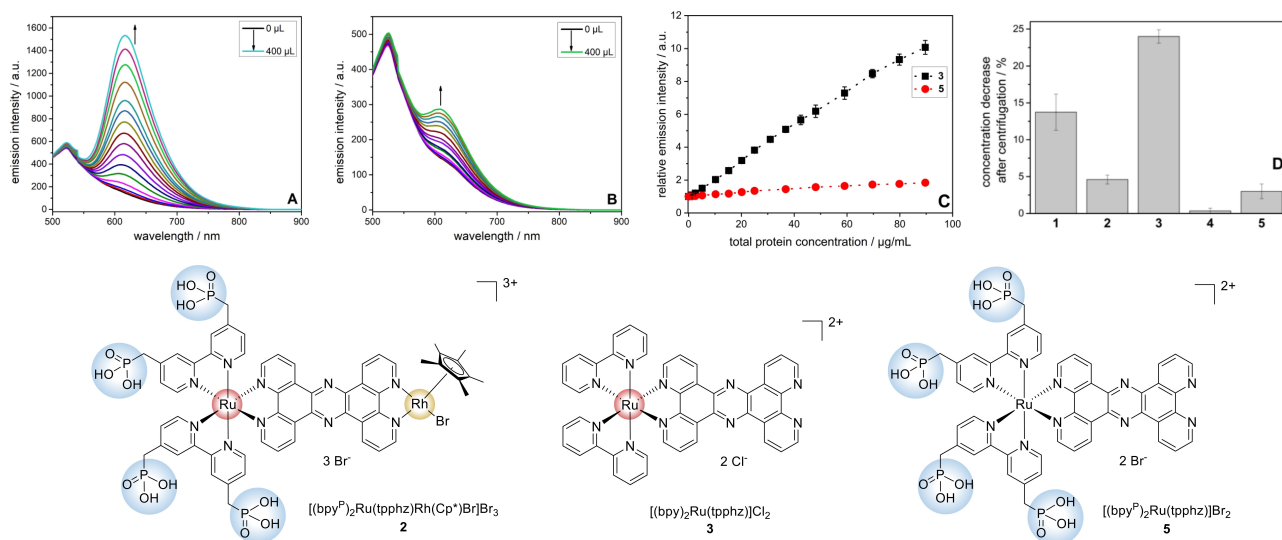 1600
1400
1200
1000
800
600
400
200
500 600 700 800 900
emission intensity / a.u.
wavelength / nm
0 µL
400 µL
A
500
400
300
200
100
0
500 600 700 800 900
emission intensity / a.u.
wavelength / nm
0 µL
400 µL
B
12
10
8
6
4
2
0
0 20 40 60 80 100
relative emission intensity
total protein concentration / µg/mL
3
5
C
25
20
15
10
5
0
1 2 3 4 5
concentration decrease
after centrifugation / %
D
3+
O
HO
P
HO
O
P
HO
OH
N
N
N
N
N
N
N
N
N
N
Ru
Rh
Br
O
P
OH
OH
P
OH
OH
O
3 Br-
[(bpyP)2Ru(tpphz)Rh(Cp*)Br]Br3
2
2+
N
N
N
N
N
N
N
N
N
N
Ru
2 Cl-
[(bpy)2Ru(tpphz)]Cl2
3
2+
O
HO
P
HO
O
P
HO
OH
N
N
N
N
N
N
N
N
N
N
Ru
O
P
OH
OH
P
OH
OH
O
2 Br-
[(bpyP)2Ru(tpphz)]Br2
5